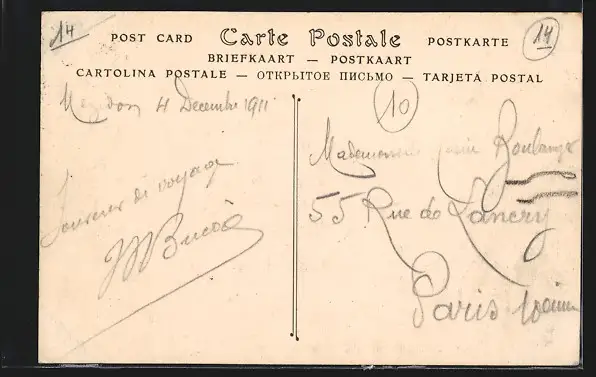 14
14
POST CARD Carte Postale POSTKARTE
BRIEFKAART — POSTKAART
CARTOLINA POSTALE — ОТКРЫТОЕ ПИСЬМО — TARJETA POSTAL
4 Decembre 1911
10
Boulanger
Souvenir de voyage
55 Rue de Lancry
Paris